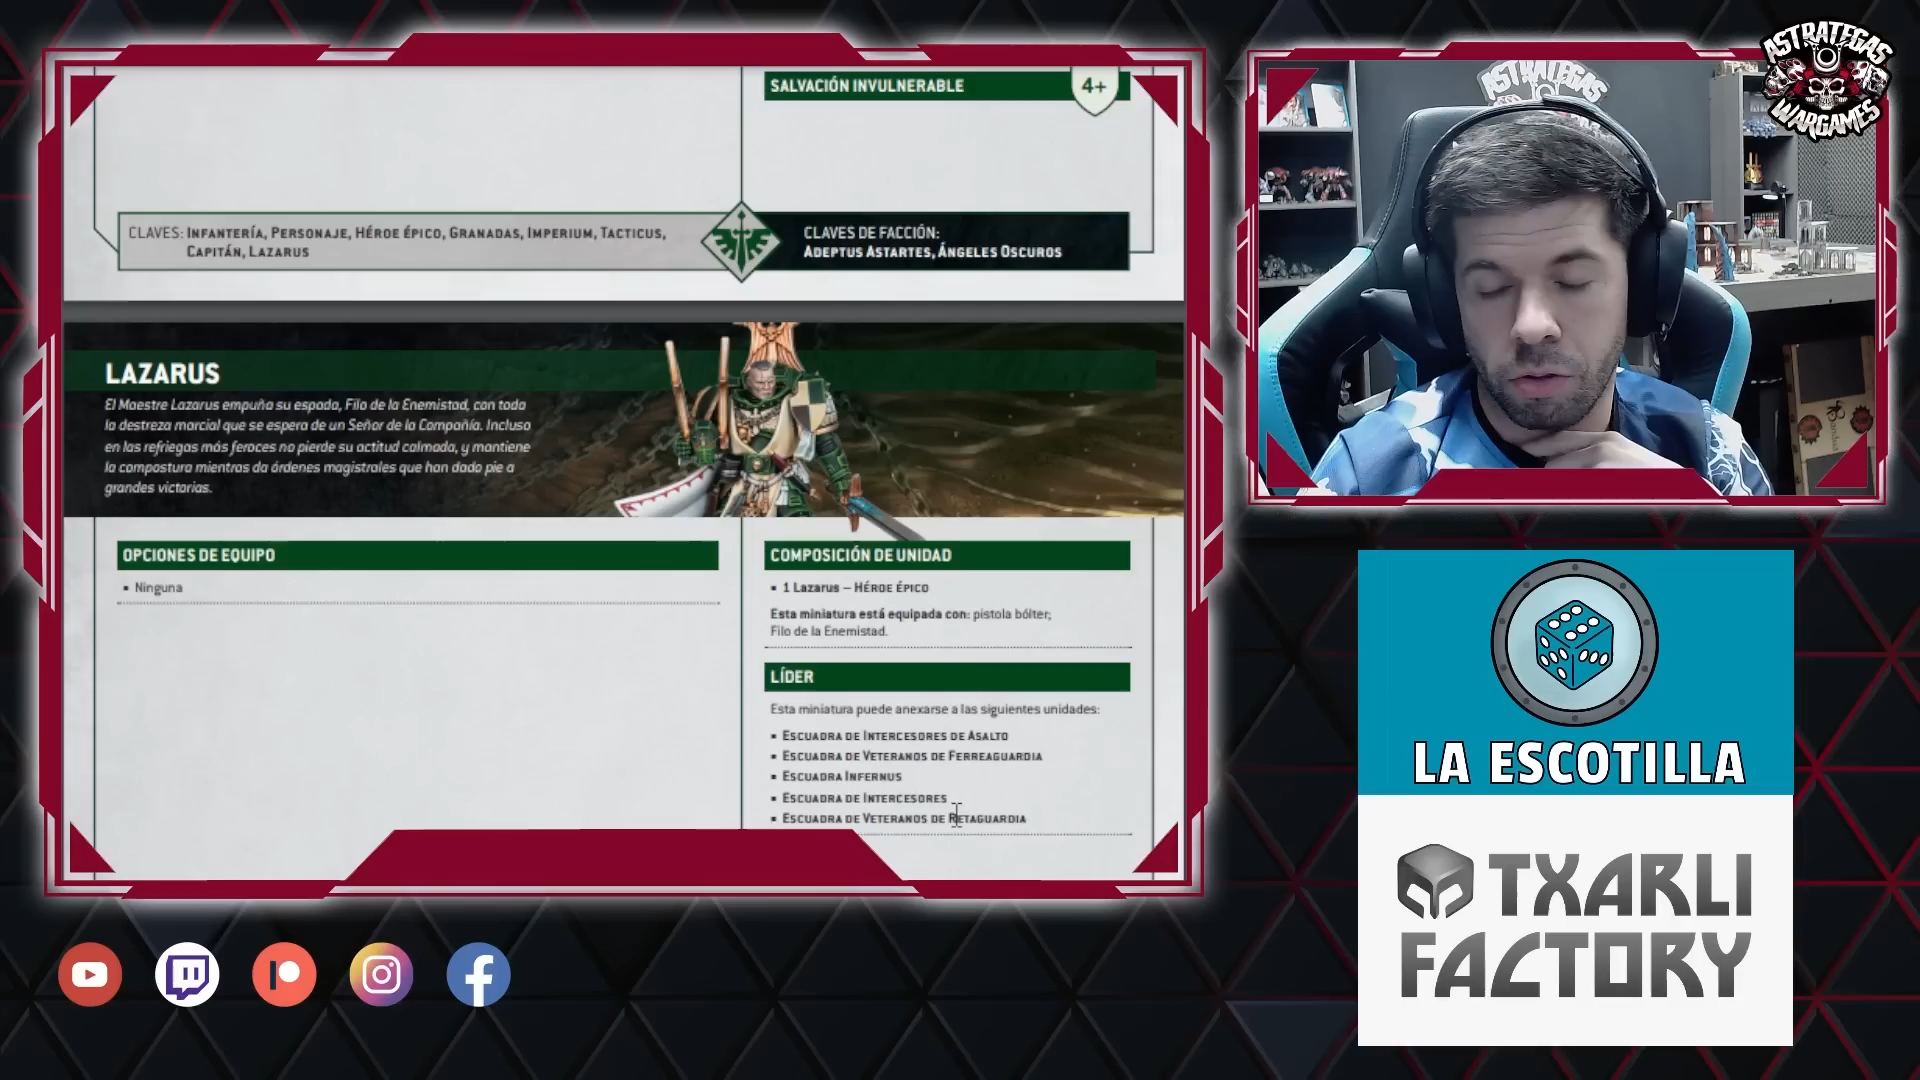 SALVACIÓN INVULNERABLE
4+
CLAVES: INFANTERÍA, PERSONAJE, HÉROE ÉPICO, GRANADAS, IMPERIUM, TACTICUS,
CAPITÁN, LAZARUS
CLAVES DE FACCIÓN:
ADEPTUS ASTARTES, ÁNGELES OSCUROS
LAZARUS
El Maestre Lazarus empuña su espada, Filo de la Enemistad, con toda
la destreza marcial que se espera de un Señor de la Compañía. Incluso
en las refriegas más feroces no pierde su actitud calmada, y mantiene
la compostura mientras da órdenes magistrales que han dado pie a
grandes victorias.
OPCIONES DE EQUIPO
▪ Ninguna
COMPOSICIÓN DE UNIDAD
▪ 1 Lazarus – HÉROE ÉPICO
Esta miniatura está equipada con: pistola bólter;
Filo de la Enemistad.
LÍDER
Esta miniatura puede anexarse a las siguientes unidades:
▪ ESCUADRA DE INTERCESORES DE ASALTO
▪ ESCUADRA DE VETERANOS DE FERREAGUARDIA
▪ ESCUADRA INFERNUS
▪ ESCUADRA DE INTERCESORES
▪ ESCUADRA DE VETERANOS DE RETAGUARDIA
ASTRATEGAS
WARGAMES
ASTRATEGAS
LA ESCOTILLA
TXARLI
FACTORY